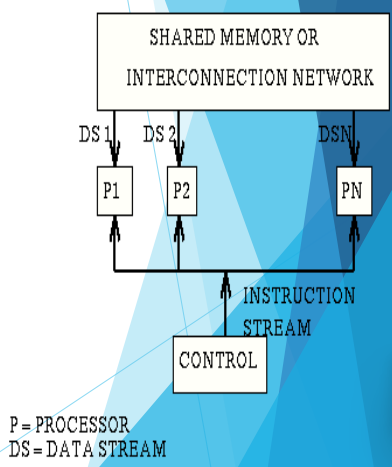 SHARED MEMORY OR
INTERCONNECTION NETWORK
DS 1 DS 2 DSN
P1 P2 PN
INSTRUCTION
STREAM
CONTROL
P = PROCESSOR
DS = DATA STREAM